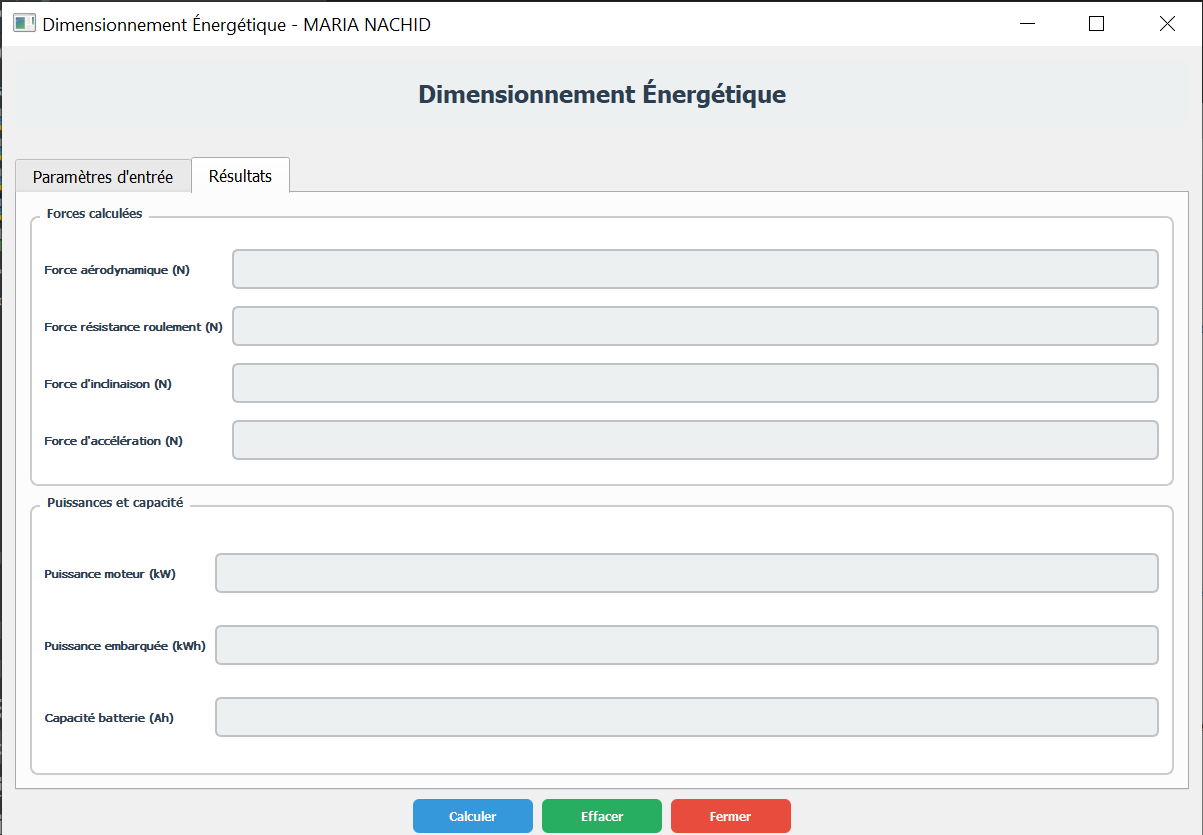 Dimensionnement Énergétique - MARIA NACHID
Dimensionnement Énergétique
Paramètres d'entrée
Résultats
Forces calculées
Force aérodynamique (N)
Force résistance roulement (N)
Force d'inclinaison (N)
Force d'accélération (N)
Puissances et capacité
Puissance moteur (kW)
Puissance embarquée (kWh)
Capacité batterie (Ah)
Calculer
Effacer
Fermer